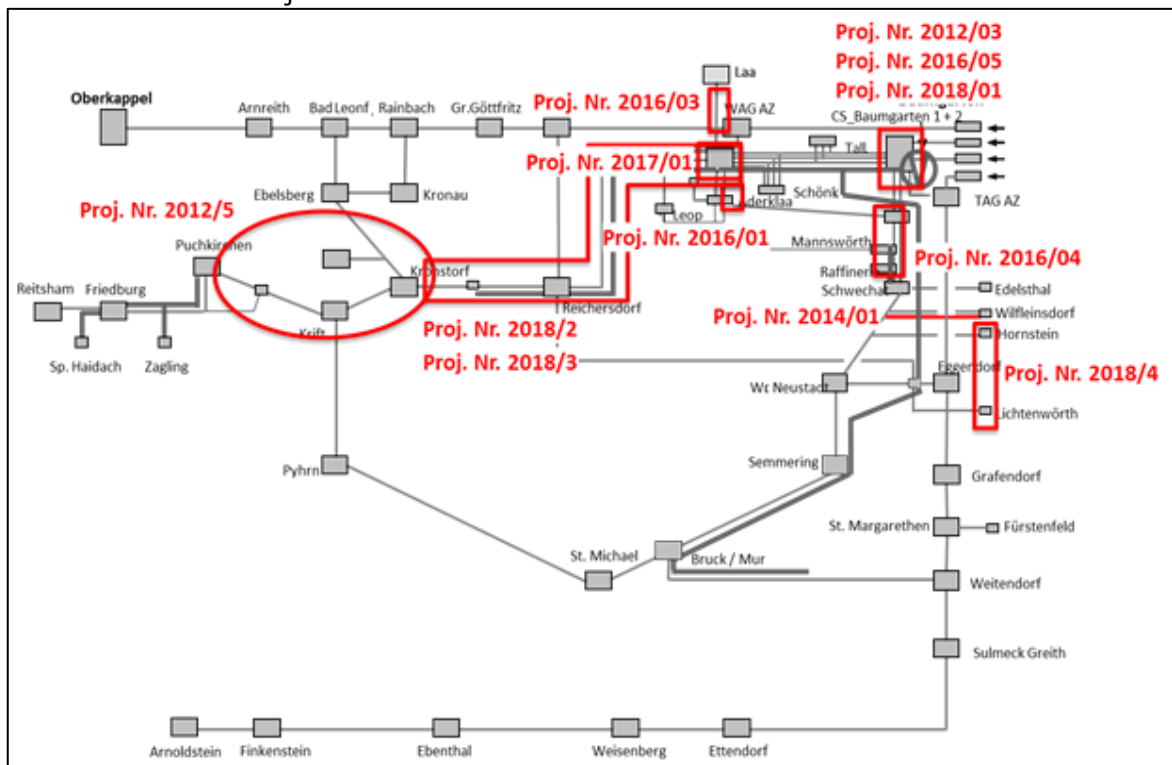 Proj. Nr. 2012/03
Proj. Nr. 2016/05
Proj. Nr. 2018/01
Laa
Oberkappel
Arnreith
Bad Leonf,
Rainbach
Gr.Göttfritz
Proj. Nr. 2016/03
WAG AZ
CS_Baumgarten 1 + 2
Tall
Proj. Nr. 2017/01
Ebelsberg
Kronau
Schönk
TAG AZ
Leop
Aderklaa
Proj. Nr. 2012/5
Proj. Nr. 2016/01
Puchkirchen
Mannswörth
Proj. Nr. 2016/04
Raffinerie
Kronstorf
Reitsham
Friedburg
Schwechat
Edelsthal
Reichersdorf
Krift
Proj. Nr. 2014/01
Wilfleinsdorf
Proj. Nr. 2018/2
Hornstein
Sp. Haidach
Zagling
Proj. Nr. 2018/3
Eggendorf
Proj. Nr. 2018/4
Wr. Neustadt
Lichtenwörth
Pyhrn
Semmering
Grafendorf
St. Margarethen
Fürstenfeld
St. Michael
Bruck / Mur
Weitendorf
Sulmeck Greith
Arnoldstein
Finkenstein
Ebenthal
Weisenberg
Ettendorf